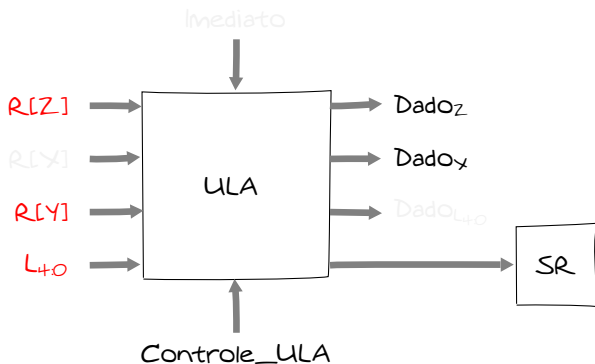 Imediato
R[Z]
Dado_Z
R[X]
Dado_X
ULA
R[Y]
Dado_L4:0
L4:0
SR
Controle_ULA